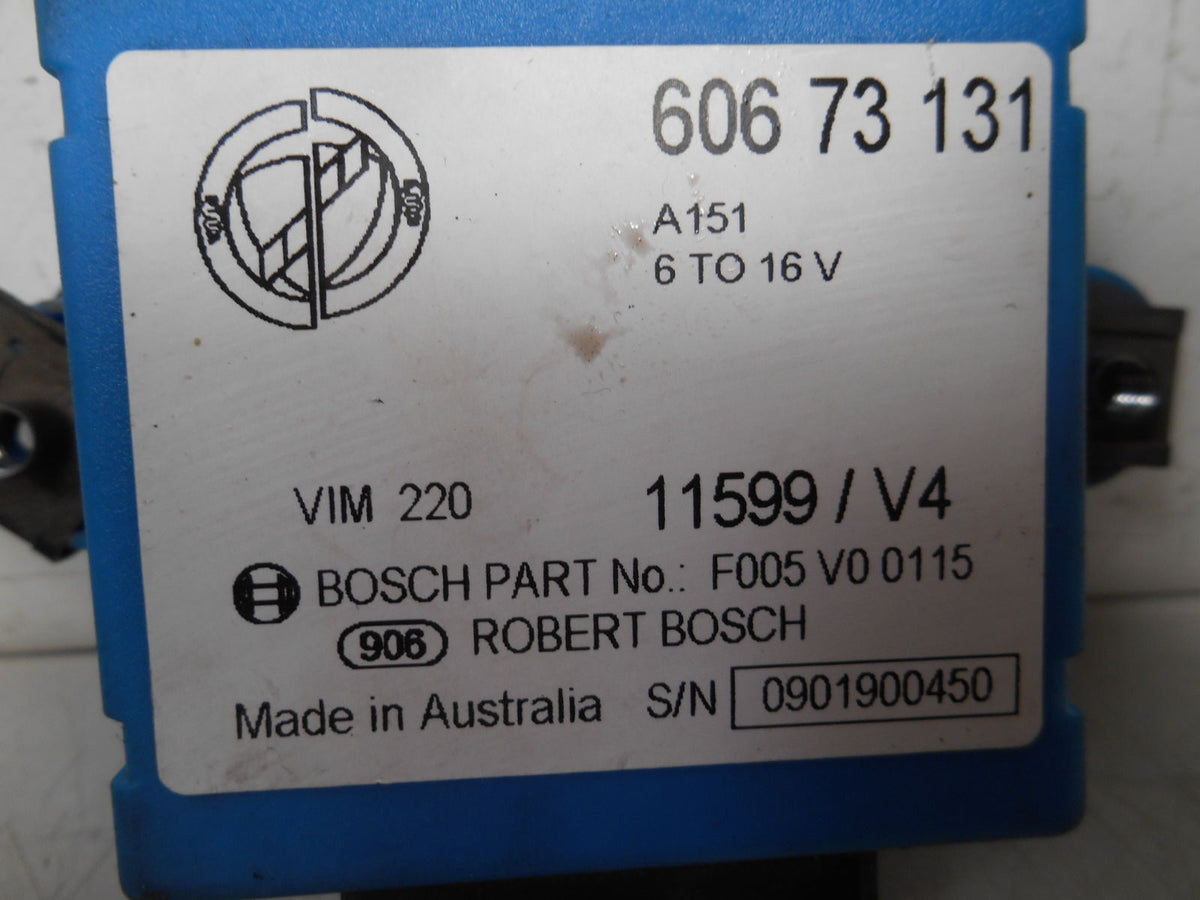 606 73 131
A151
6 TO 16 V
VIM 220 11599 / V4
BOSCH PART No.: F005 V0 0115
906 ROBERT BOSCH
Made in Australia S/N 0901900450